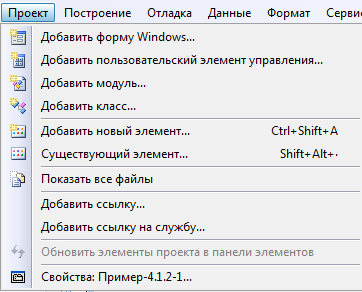 Проект Построение Отладка Данные Формат Серви
Добавить форму Windows...
Добавить пользовательский элемент управления...
Добавить модуль...
Добавить класс...
Добавить новый элемент... Ctrl+Shift+A
Существующий элемент... Shift+Alt+·
Показать все файлы
Добавить ссылку...
Добавить ссылку на службу...
Обновить элементы проекта в панели элементов
Свойства: Пример-4.1.2-1...